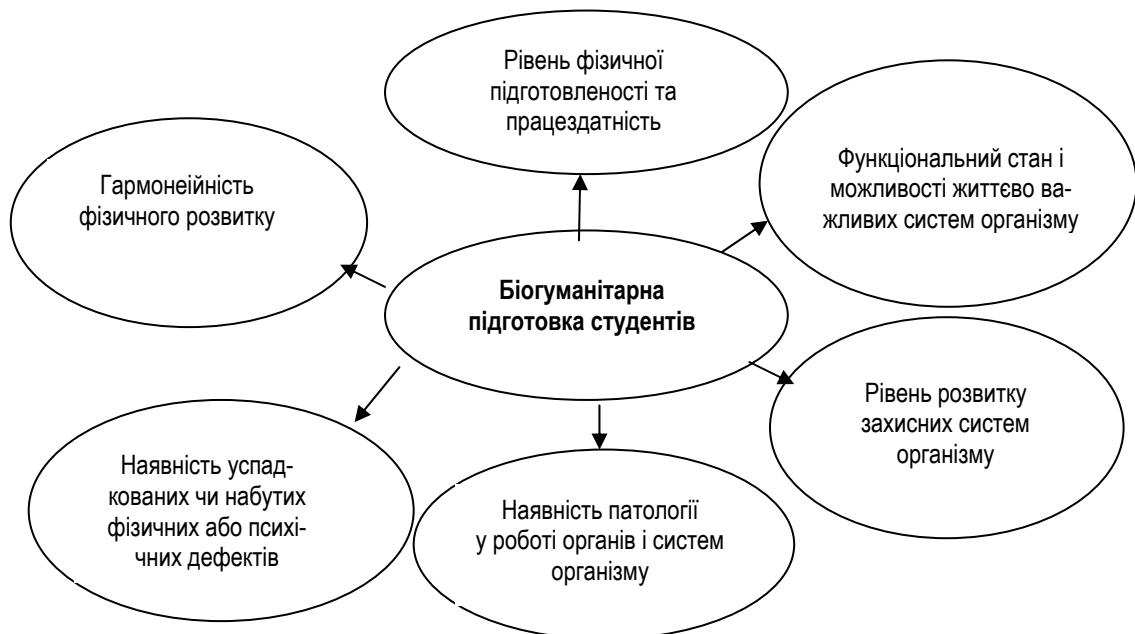 Рівень фізичної
підготовленості та
працездатність
Функціональний стан і
можливості життєво ва-
жливих систем організму
Гармонеійність
фізичного розвитку
Біогуманітарна
підготовка студентів
Рівень розвитку
захисних систем
організму
Наявність успад-
кованих чи набутих
фізичних або психі-
чних дефектів
Наявність патології
у роботі органів і систем
організму